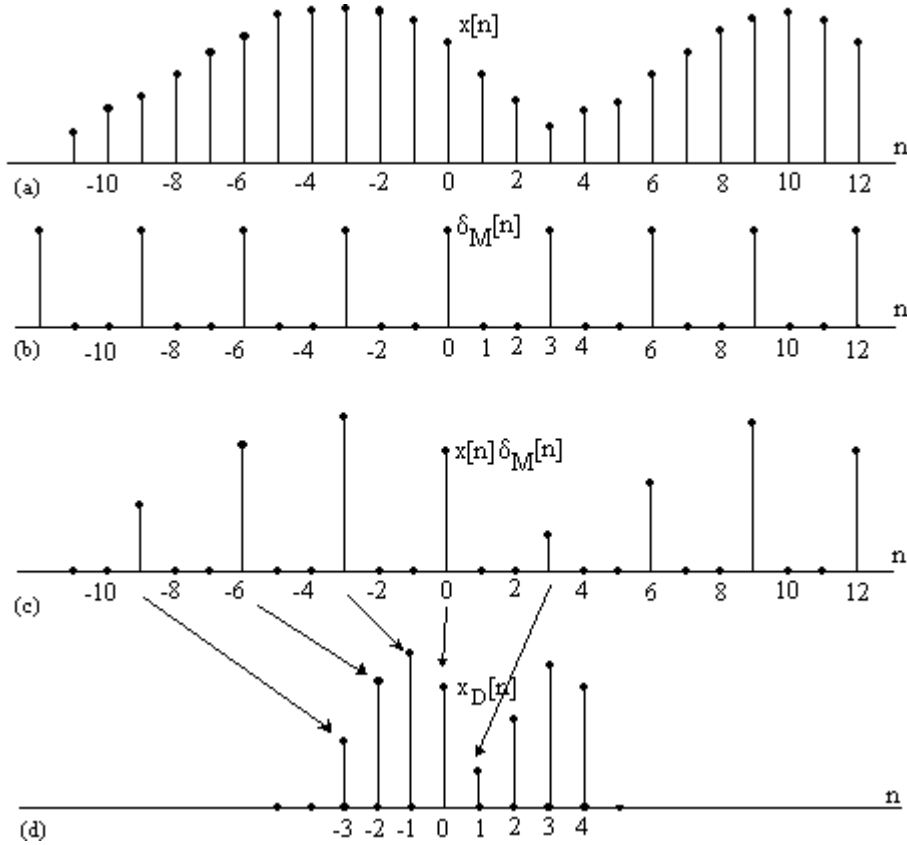 x[n]
n
(a) -10 -8 -6 -4 -2 0 2 4 6 8 10 12
δM[n]
n
(b) -10 -8 -6 -4 -2 0 1 2 3 4 6 8 10 12
x[n] δM[n]
n
(c) -10 -8 -6 -4 -2 0 2 4 6 8 10 12
xD[n]
n
(d) -3 -2 -1 0 1 2 3 4